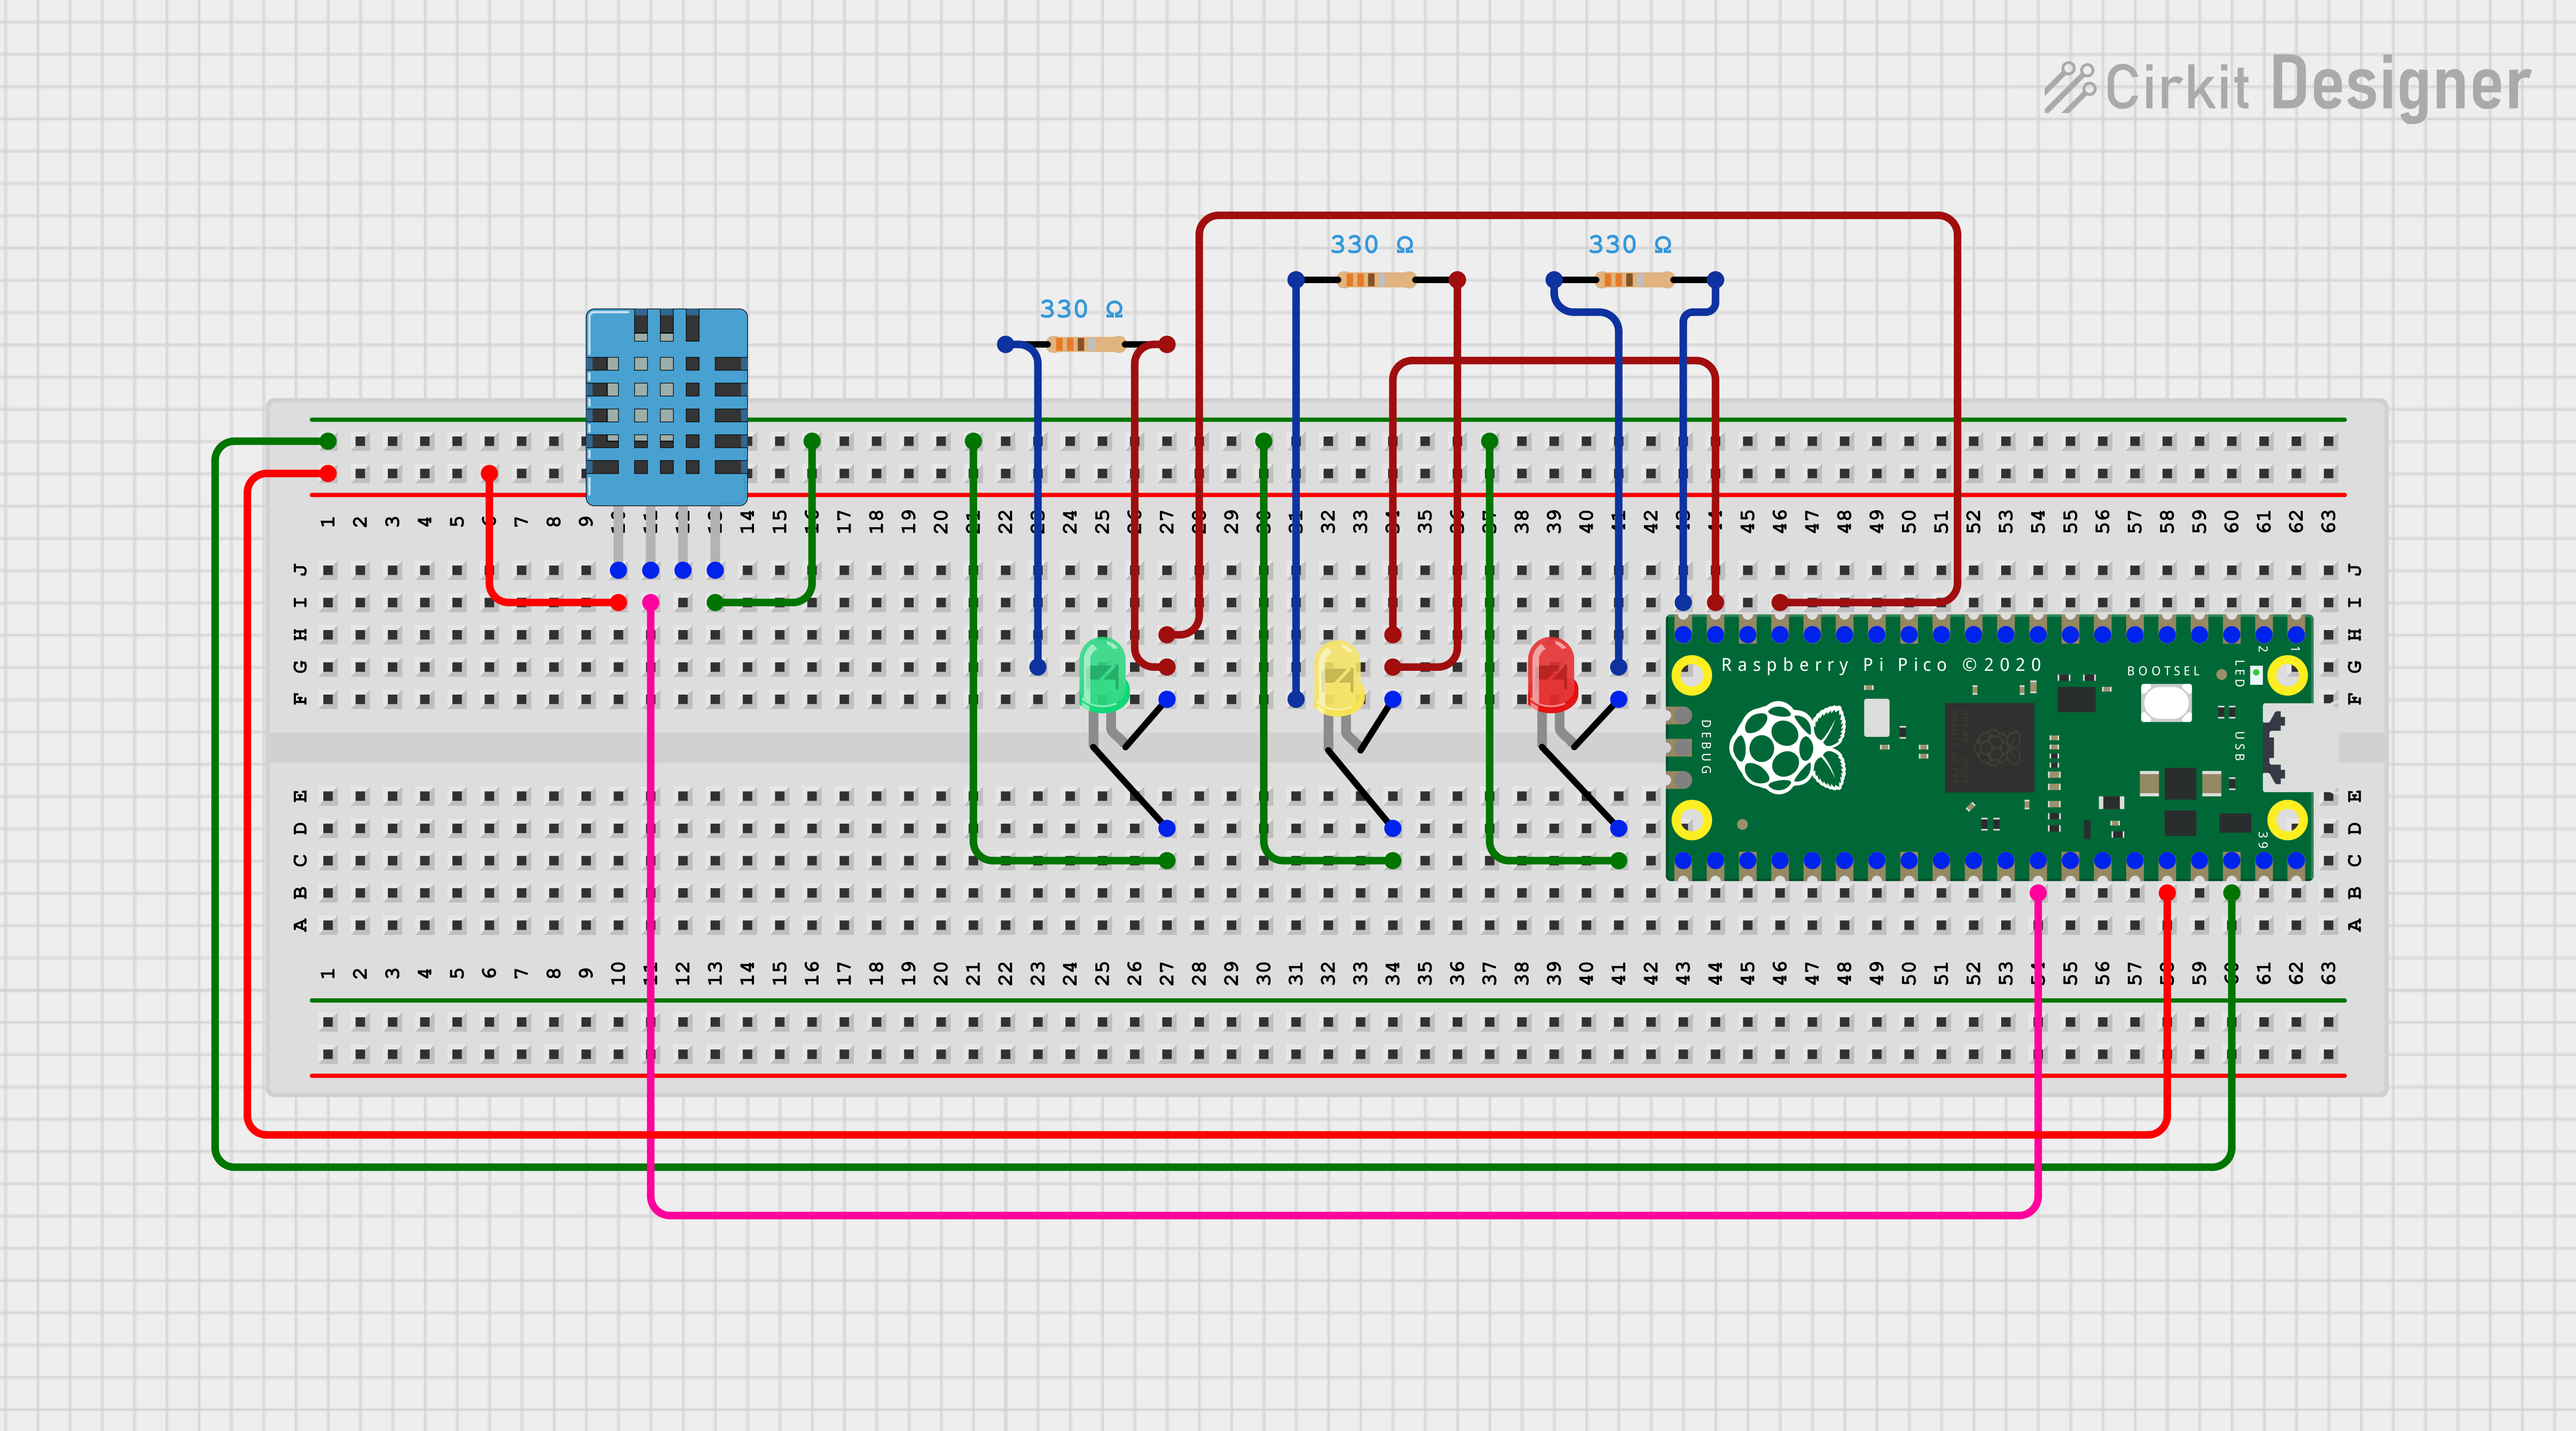 Cirkit Designer
330 Ω 330 Ω
330 Ω
1 2 3 4 5 6 7 8 9 10 11 12 13 14 15 16 17 18 19 20 21 22 23 24 25 26 27 28 29 30 31 32 33 34 35 36 37 38 39 40 41 42 43 44 45 46 47 48 49 50 51 52 53 54 55 56 57 58 59 60 61 62 63
J J
I I
H H
G Raspberry Pi Pico ©2020 BOOTSEL LED 2 1 G
F F
DEBUG USB
E E
D 39 D
C C
B B
A A
1 2 3 4 5 6 7 8 9 10 11 12 13 14 15 16 17 18 19 20 21 22 23 24 25 26 27 28 29 30 31 32 33 34 35 36 37 38 39 40 41 42 43 44 45 46 47 48 49 50 51 52 53 54 55 56 57 58 59 60 61 62 63